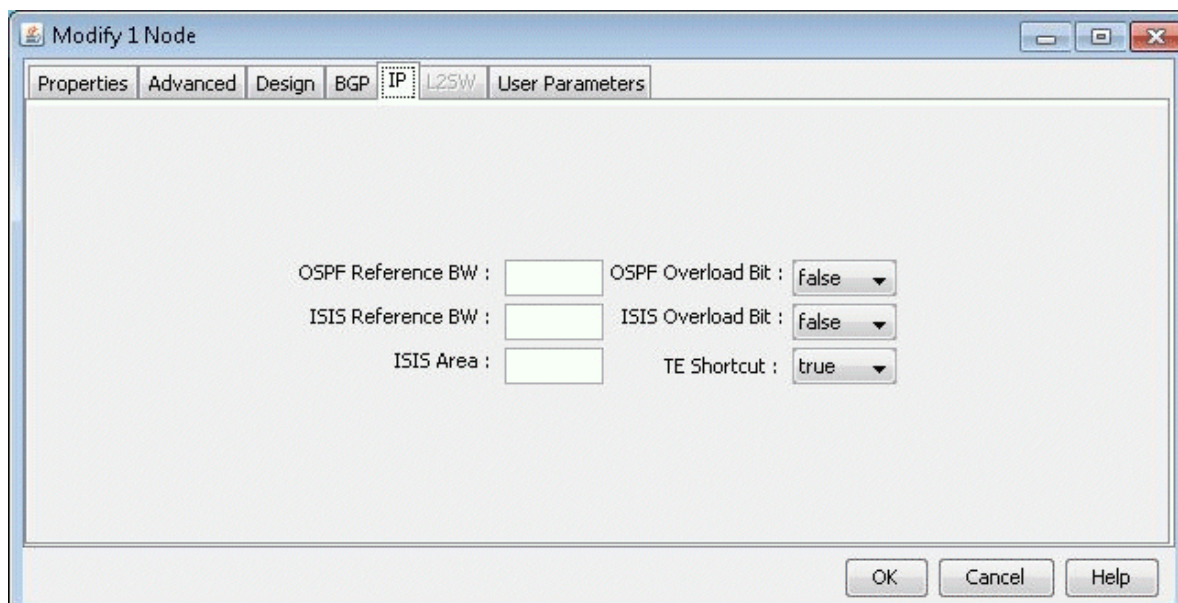 Modify 1 Node
Properties Advanced Design BGP IP L2SW User Parameters
OSPF Reference BW : OSPF Overload Bit : false
ISIS Reference BW : ISIS Overload Bit : false
ISIS Area : TE Shortcut : true
OK Cancel Help